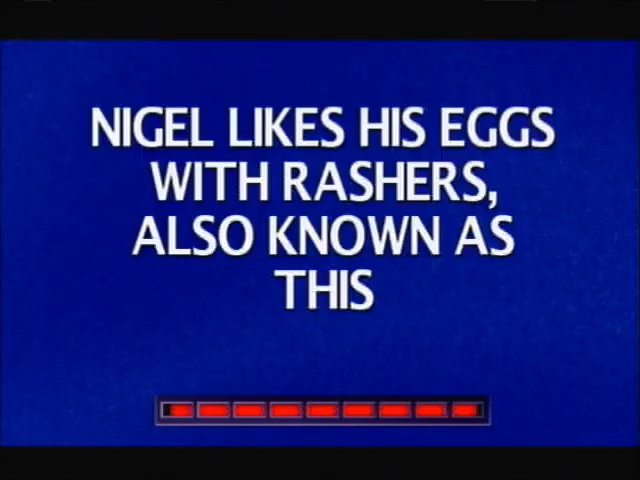 NIGEL LIKES HIS EGGS
WITH RASHERS,
ALSO KNOWN AS
THIS